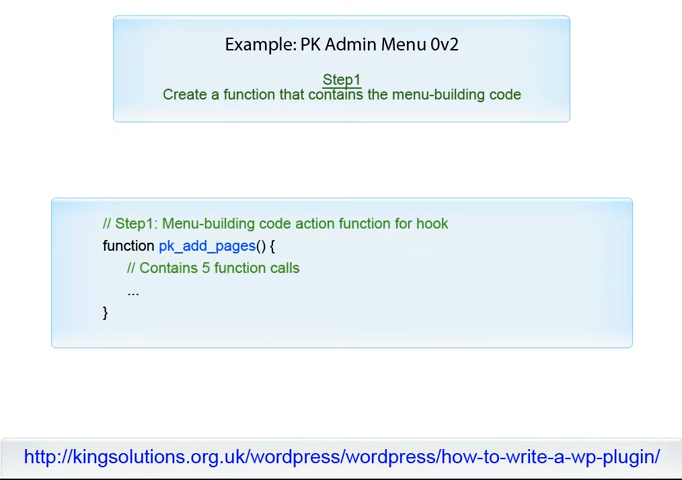 Example: PK Admin Menu 0v2
Step1
Create a function that contains the menu-building code
// Step1: Menu-building code action function for hook
function pk_add_pages() {
// Contains 5 function calls
...
}
http://kingsolutions.org.uk/wordpress/wordpress/how-to-write-a-wp-plugin/